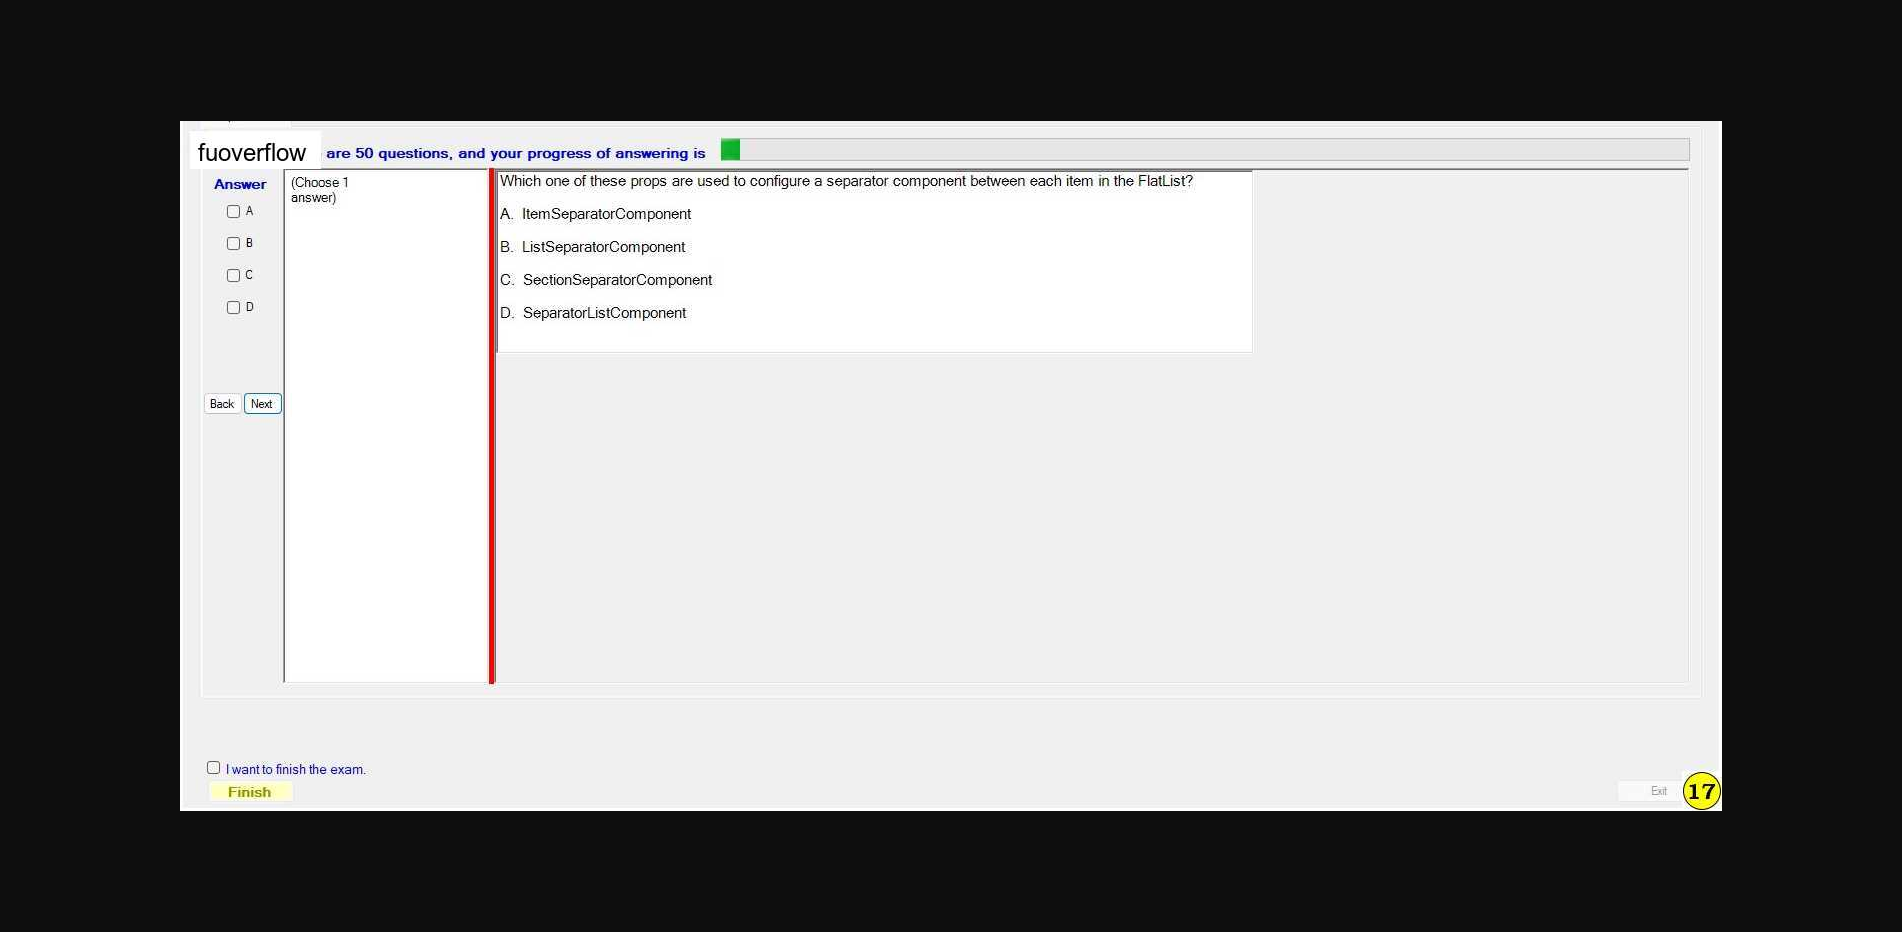 fuoverflow are 50 questions, and your progress of answering is
Answer
A
B
C
D
Back Next
(Choose 1
answer)
Which one of these props are used to configure a separator component between each item in the FlatList?
A. ItemSeparatorComponent
B. ListSeparatorComponent
C. SectionSeparatorComponent
D. SeparatorListComponent
I want to finish the exam.
Finish
Exit
17